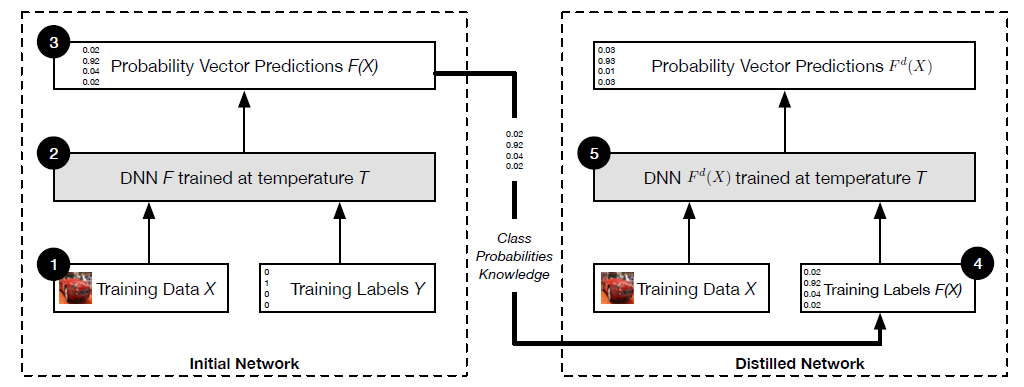 3
0.02
0.92
0.04
0.02
Probability Vector Predictions F(X)
2
DNN F trained at temperature T
1
Training Data X
0
1
0
0
Training Labels Y
Initial Network
0.02
0.92
0.04
0.02
Class
Probabilities
Knowledge
0.03
0.93
0.01
0.03
Probability Vector Predictions F^d(X)
5
DNN F^d(X) trained at temperature T
Training Data X
4
0.02
0.92
0.04
0.02
Training Labels F(X)
Distilled Network